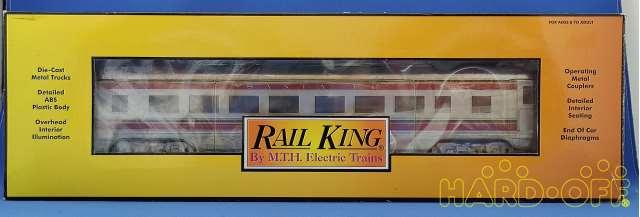 FOR AGES 8 TO ADULT
Die-Cast
Metal Trucks
Detailed
ABS
Plastic Body
Overhead
Interior
Illumination
Operating
Metal
Couplers
Detailed
Interior
Seating
End Of Car
Diaphragms
RAIL KING®
By M.T.H. Electric Trains
HARD-OFF